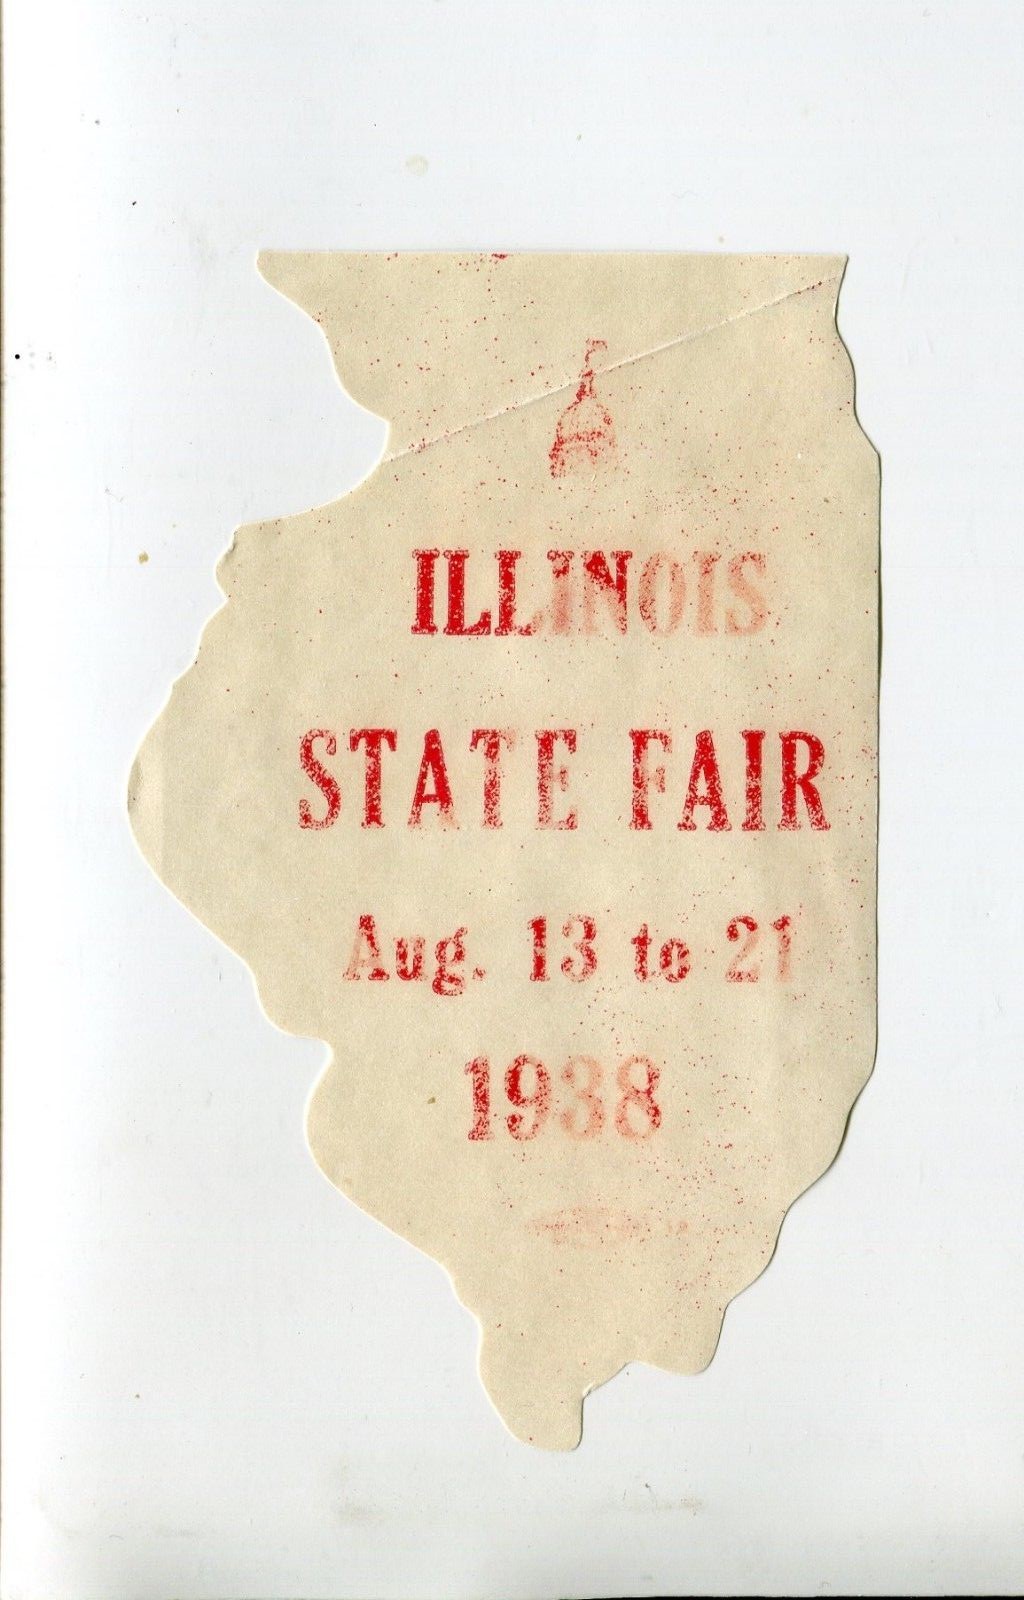 ILLINOIS
STATE FAIR
Aug. 13 to 21
1938